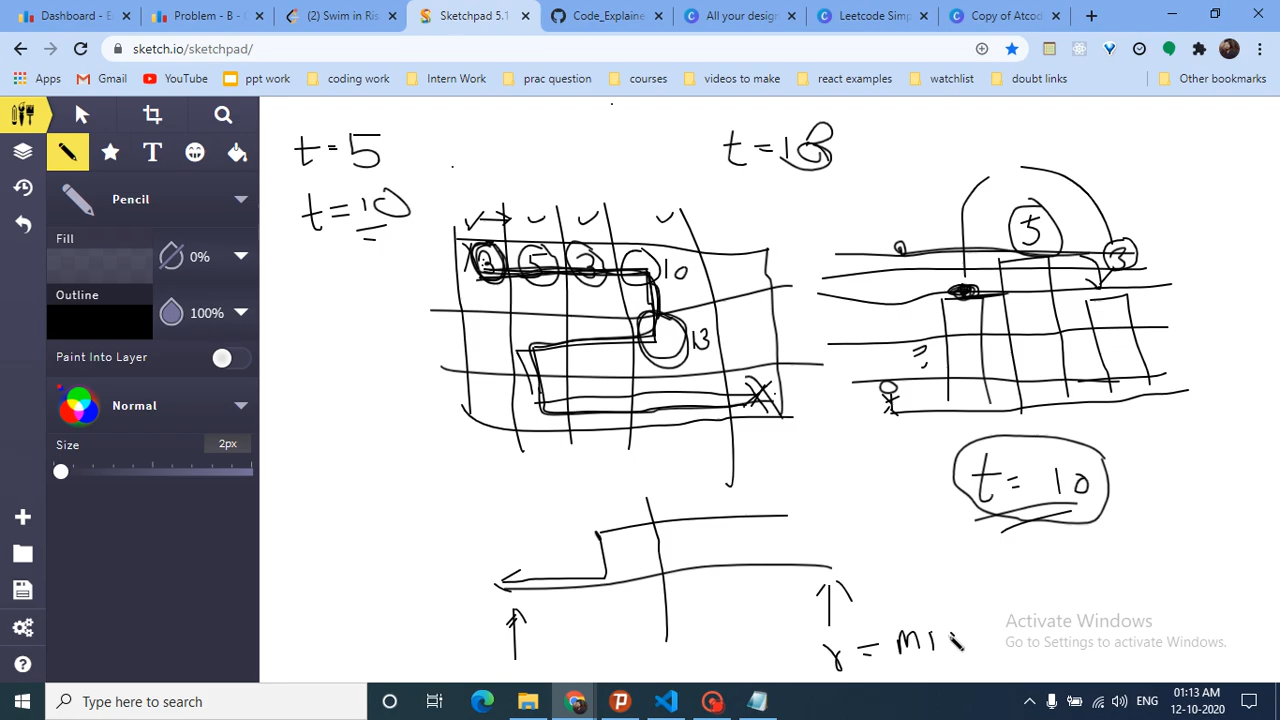 Dashboard - E
Problem - B - C
(2) Swim in Ris
Sketchpad 5.1
Code_Explaine
All your design
Leetcode Simp
Copy of Atcod
sketch.io/sketchpad/
Apps
Gmail
YouTube
ppt work
coding work
Intern Work
prac question
courses
videos to make
react examples
watchlist
doubt links
Other bookmarks
Pencil
Fill
0%
Outline
100%
Paint Into Layer
Normal
Size
2px
t=5
t=10
5
10
13
5
3
t= 10
r = mi
Activate Windows
Go to Settings to activate Windows.
Type here to search
ENG
01:13 AM
12-10-2020